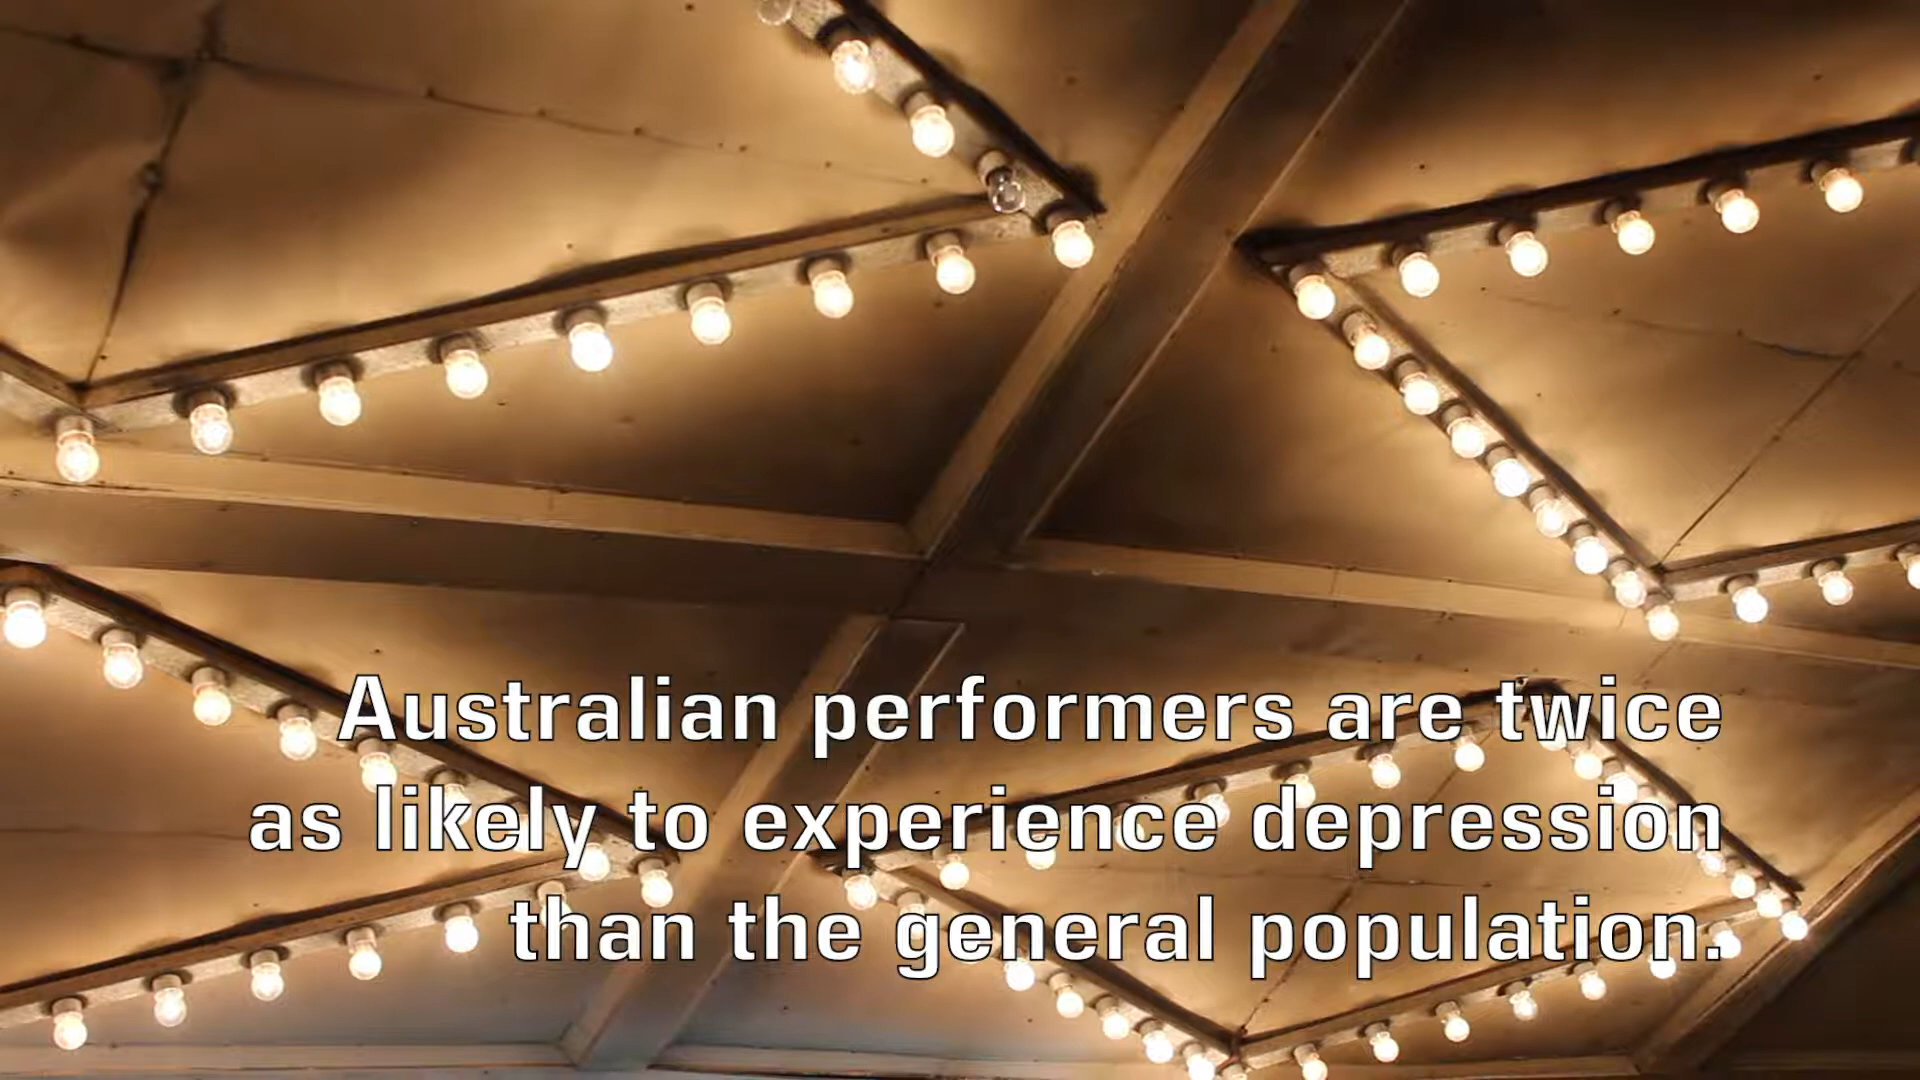 Australian performers are twice
as likely to experience depression
than the general population.